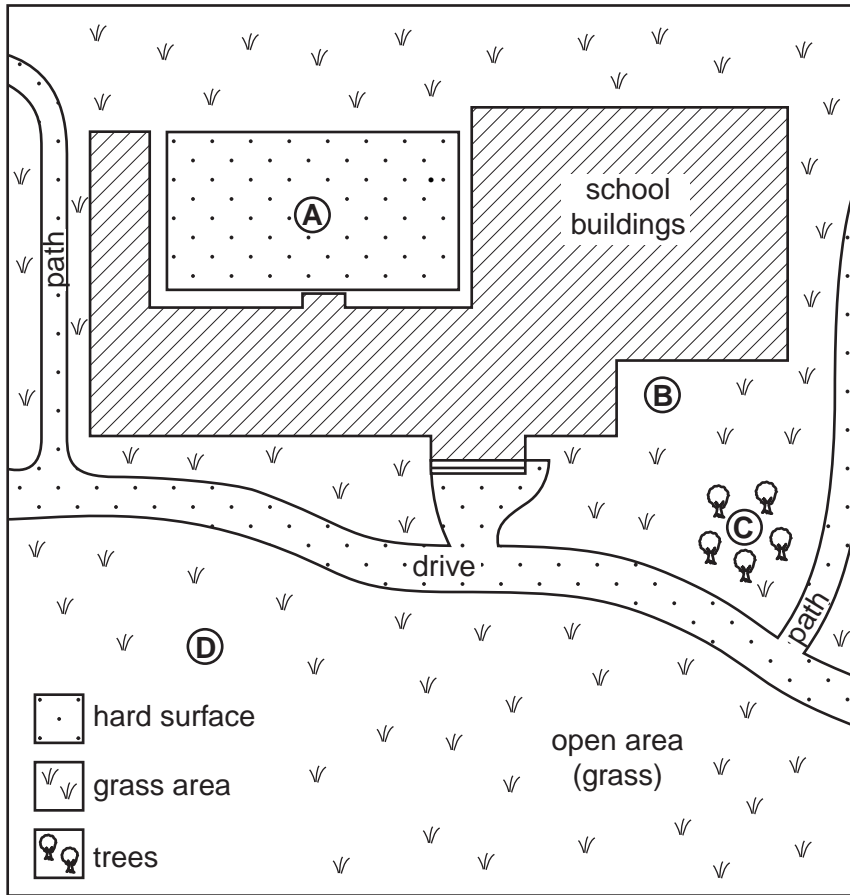 A
school
buildings
path
B
C
drive
path
D
hard surface
open area
(grass)
grass area
trees